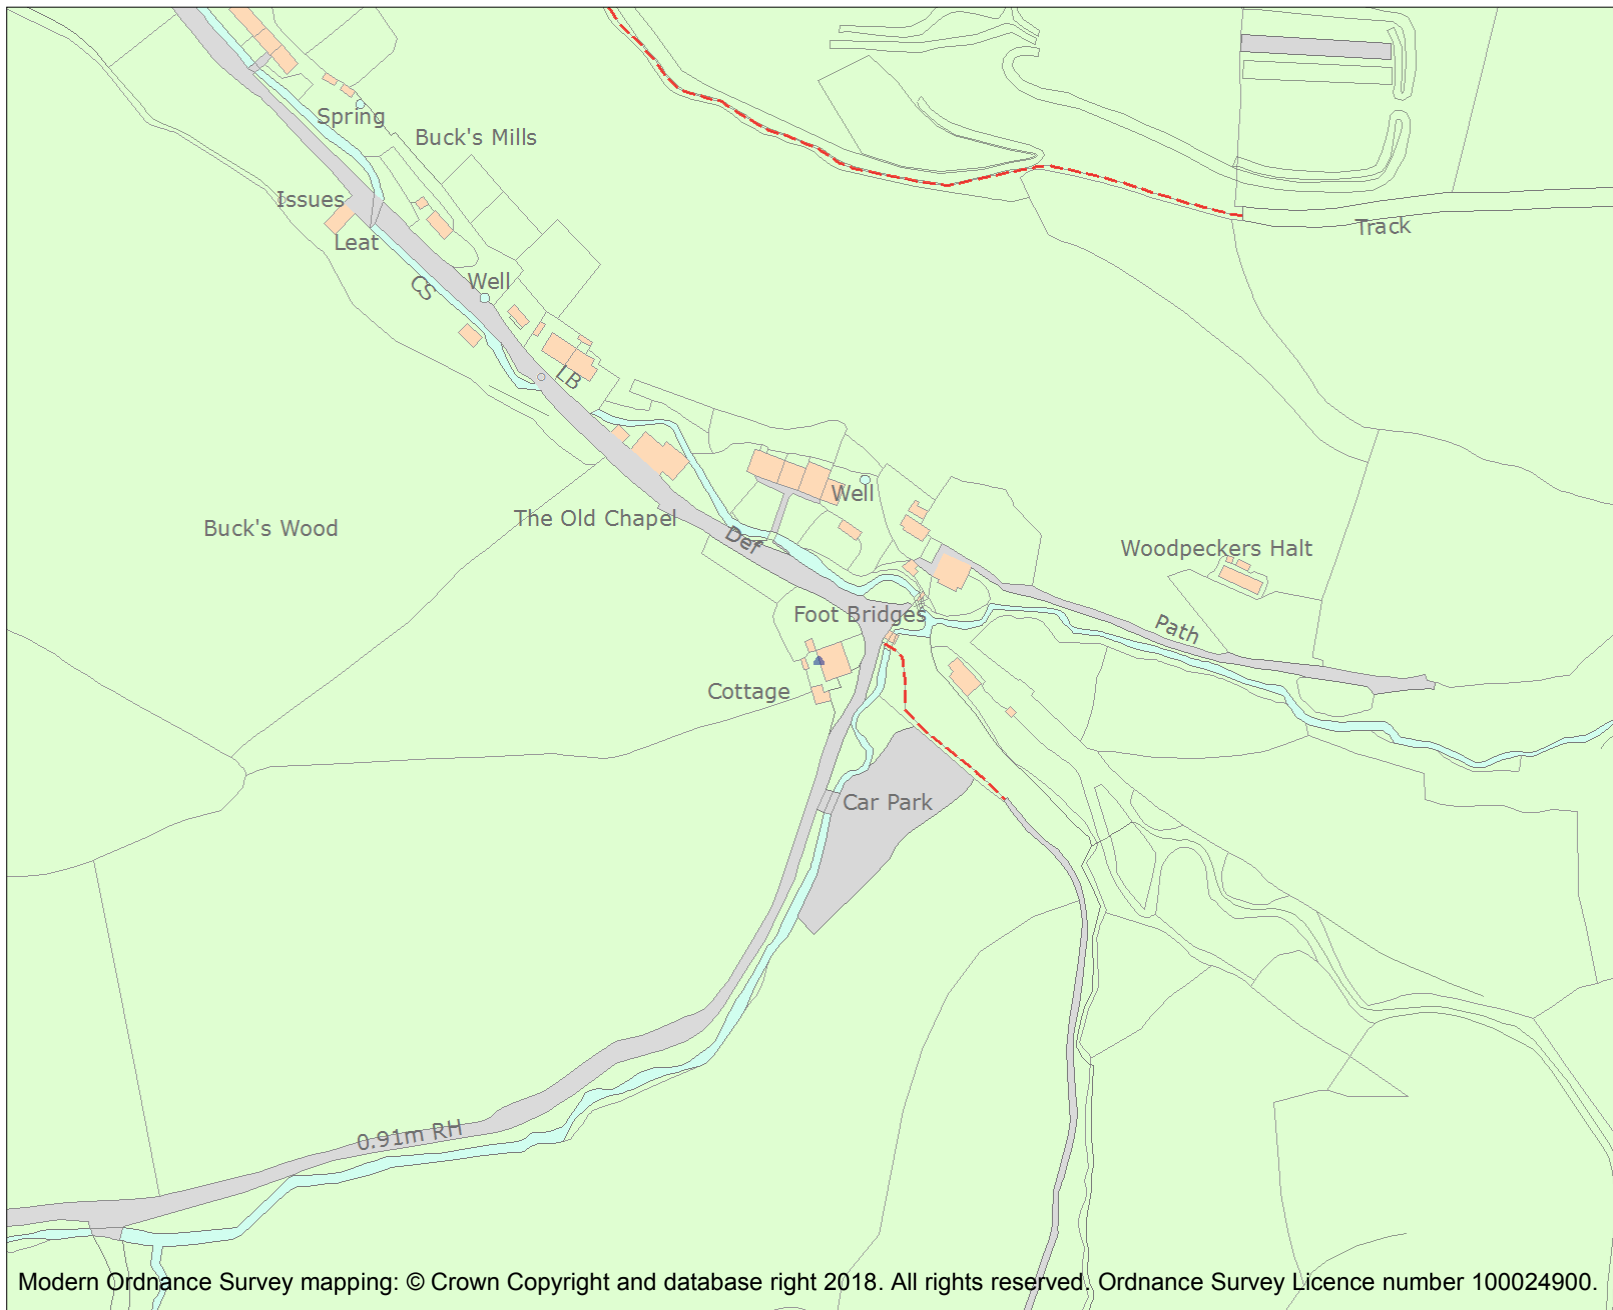 Spring
Buck's Mills
Issues
Leat
Track
CS
Well
LB
Well
The Old Chapel
Buck's Wood
Def
Woodpeckers Halt
Foot Bridges
Path
Cottage
Car Park
0.91m RH
Modern Ordnance Survey mapping: © Crown Copyright and database right 2018. All rights reserved. Ordnance Survey Licence number 100024900.